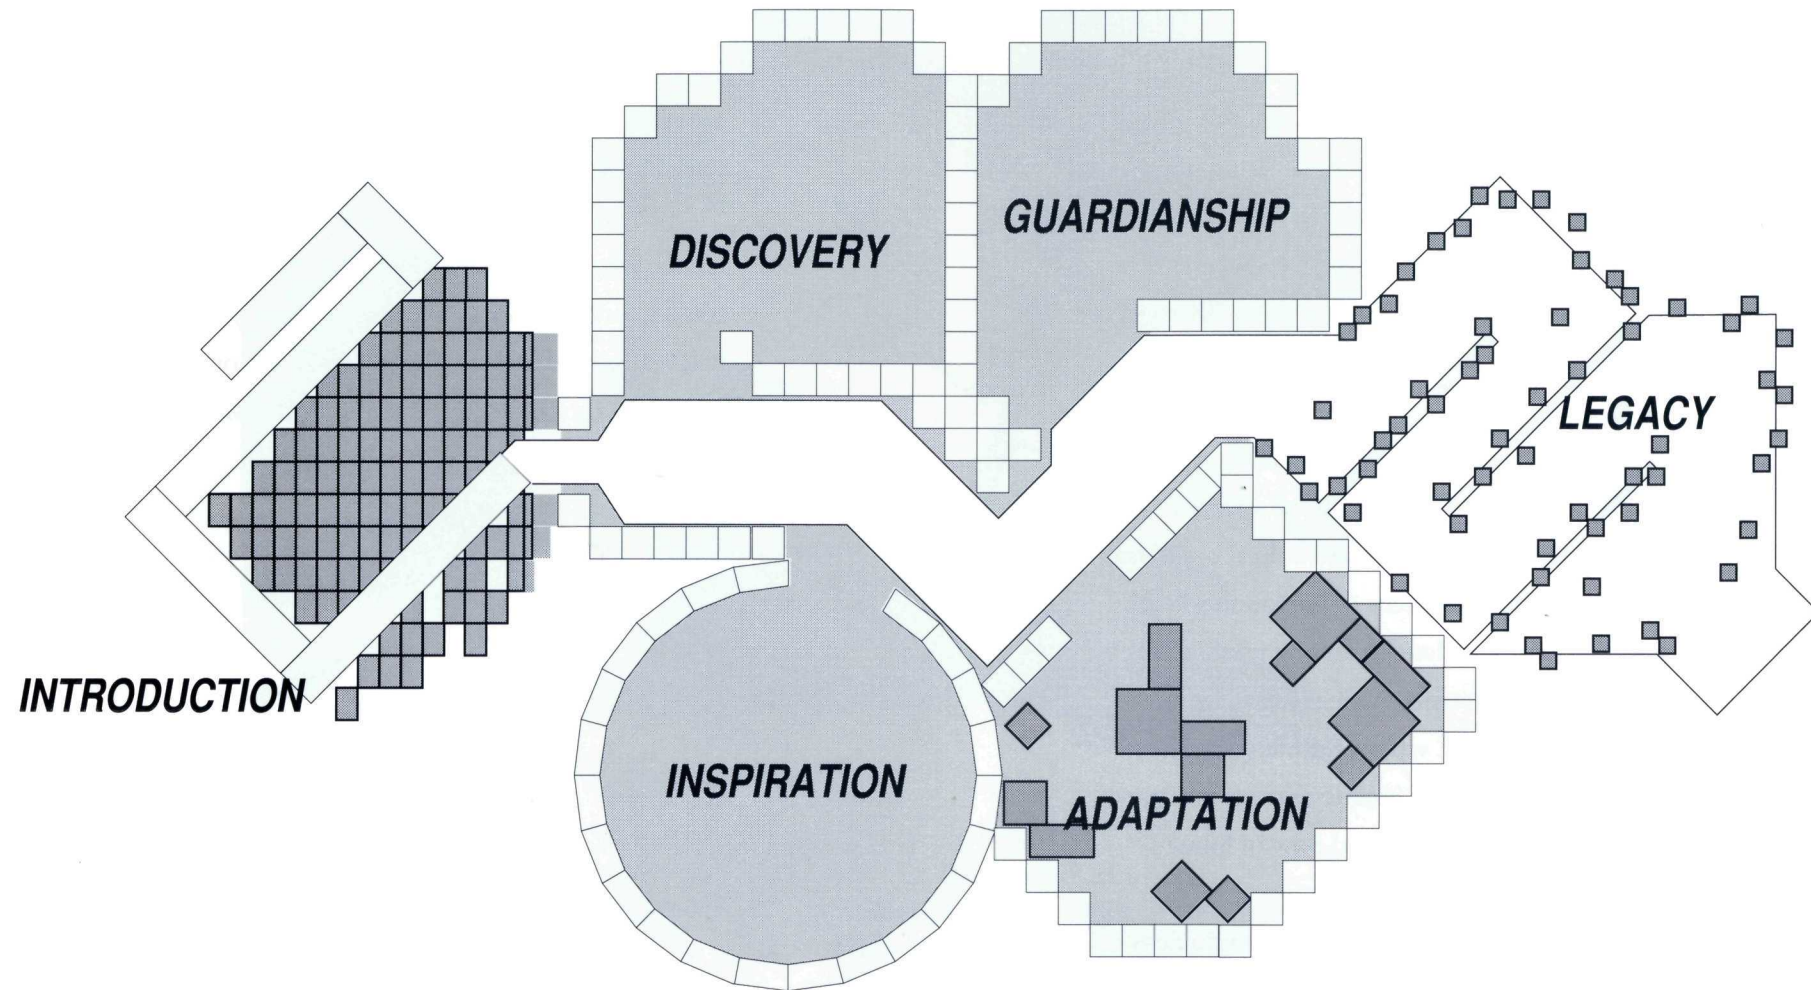 DISCOVERY
GUARDIANSHIP
LEGACY
INTRODUCTION
INSPIRATION
ADAPTATION